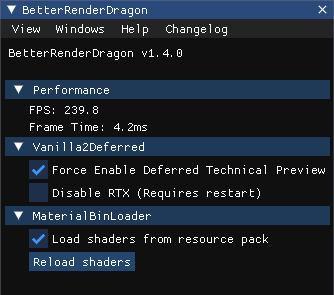 BetterRenderDragon
View Windows Help Changelog
BetterRenderDragon v1.4.0
Performance
FPS: 239.8
Frame Time: 4.2ms
Vanilla2Deferred
Force Enable Deferred Technical Preview
Disable RTX (Requires restart)
MaterialBinLoader
Load shaders from resource pack
Reload shaders